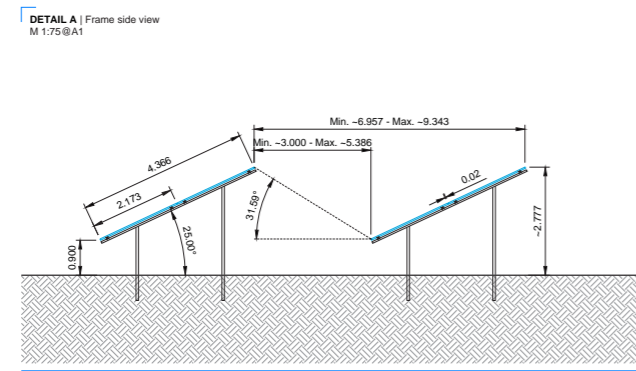 DETAIL A | Frame side view
M 1:75@A1
Min. ~6.957 - Max. ~9.343
Min. ~3.000 - Max. ~5.386
4.366
2.173
0.02
31.59°
25.00°
0.900
~2.777